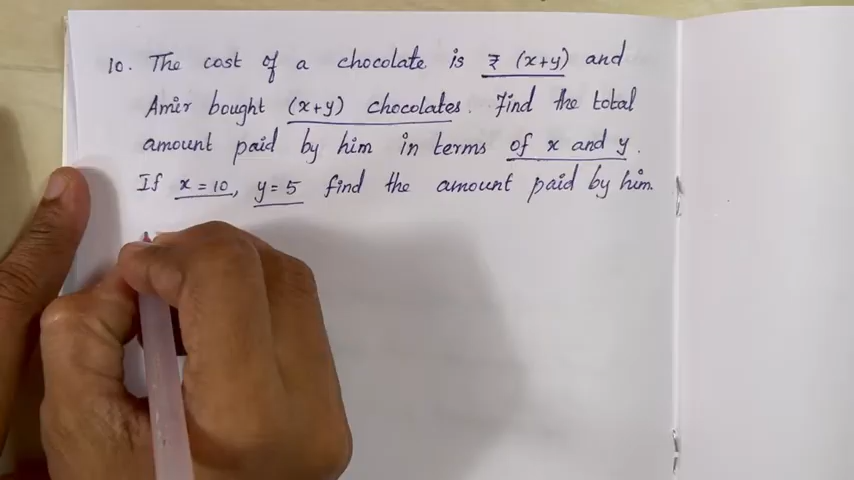 10. The cost of a chocolate is ₹ (x+y) and
Amir bought (x+y) chocolates. Find the total
amount paid by him in terms of x and y.
If x = 10, y = 5 find the amount paid by him.